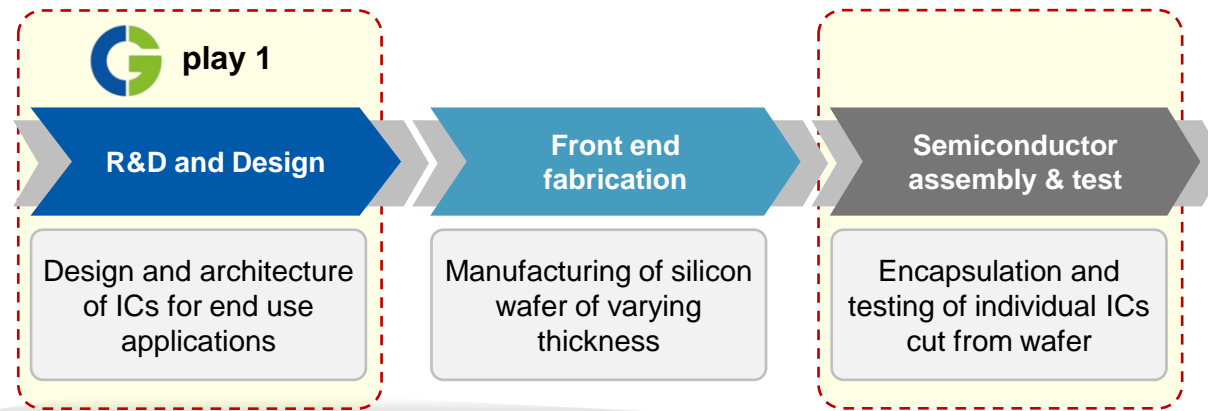 play 1
R&D and Design
Front end
fabrication
Semiconductor
assembly & test
Design and architecture
of ICs for end use
applications
Manufacturing of silicon
wafer of varying
thickness
Encapsulation and
testing of individual ICs
cut from wafer